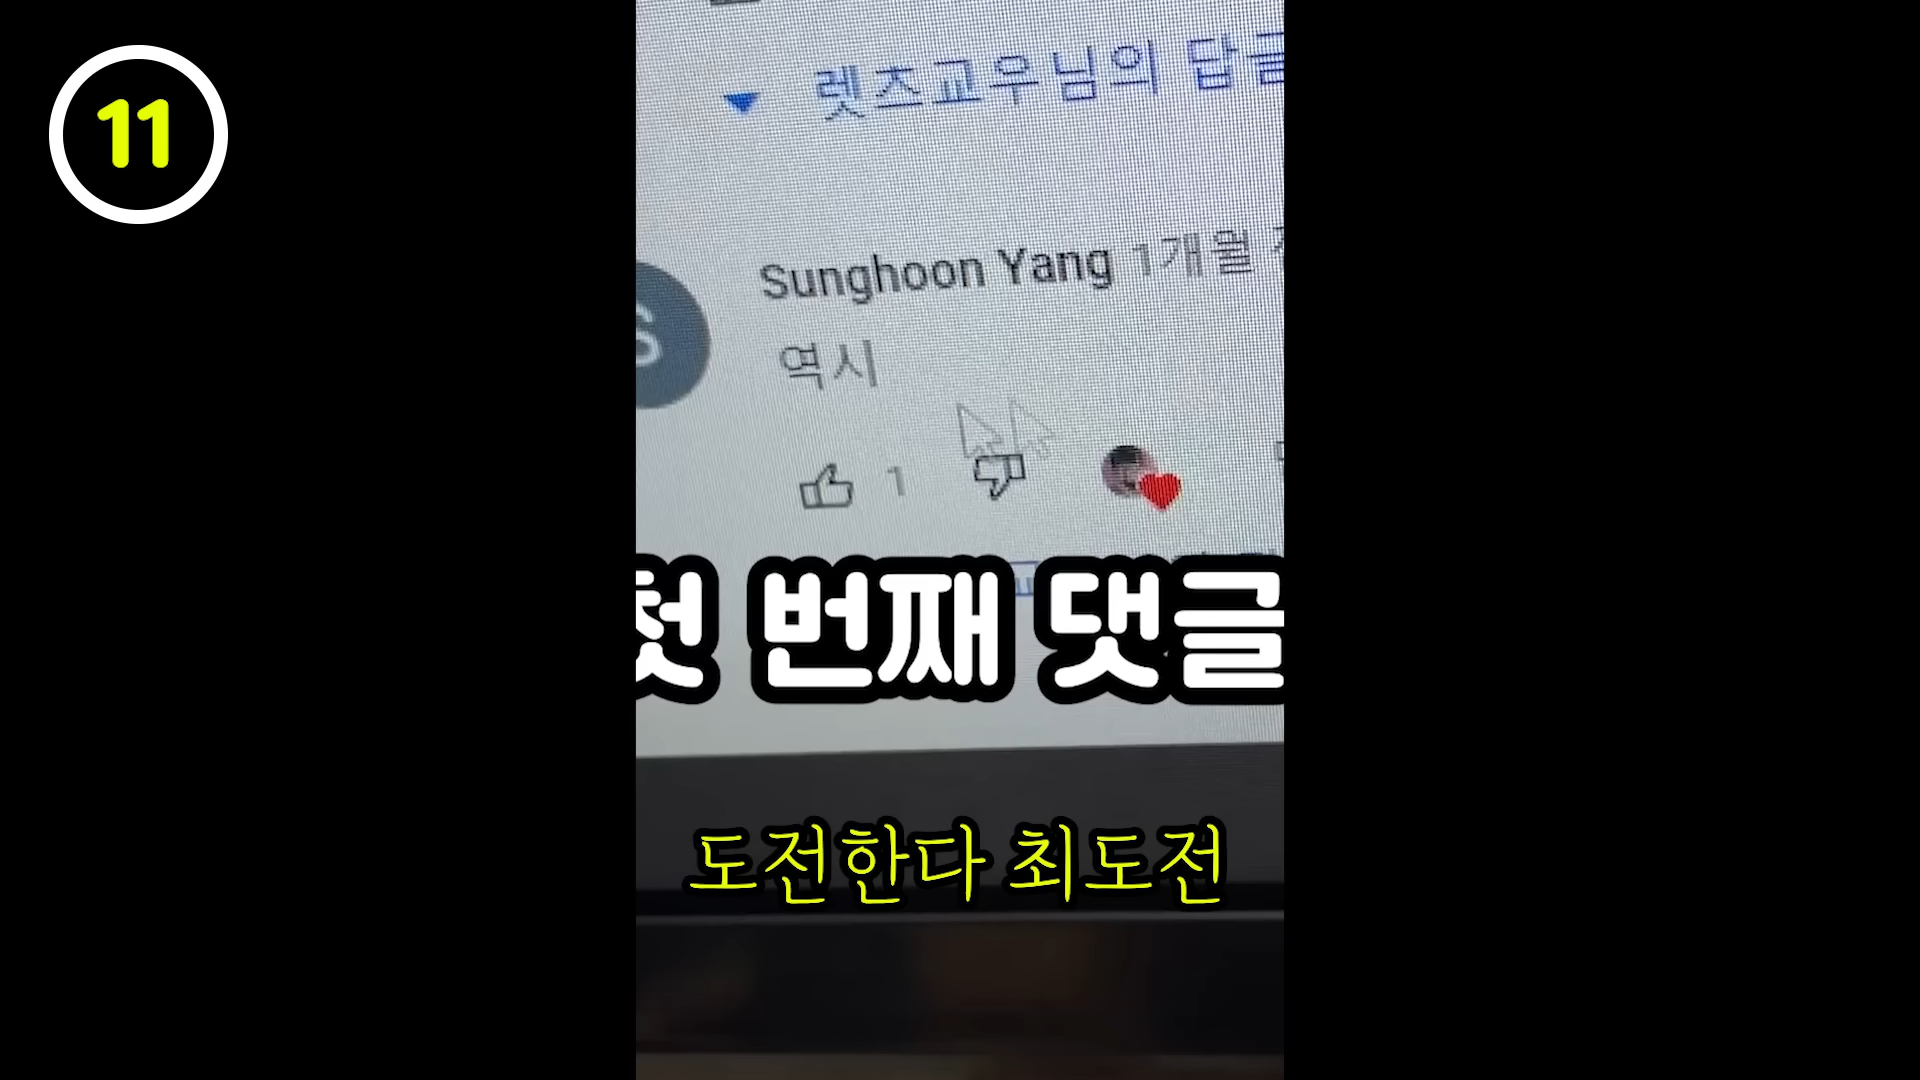 11
렛츠교우님의 답글
Sunghoon Yang 1개월
S
역시
1
첫 번째 댓글
도전한다 최도전